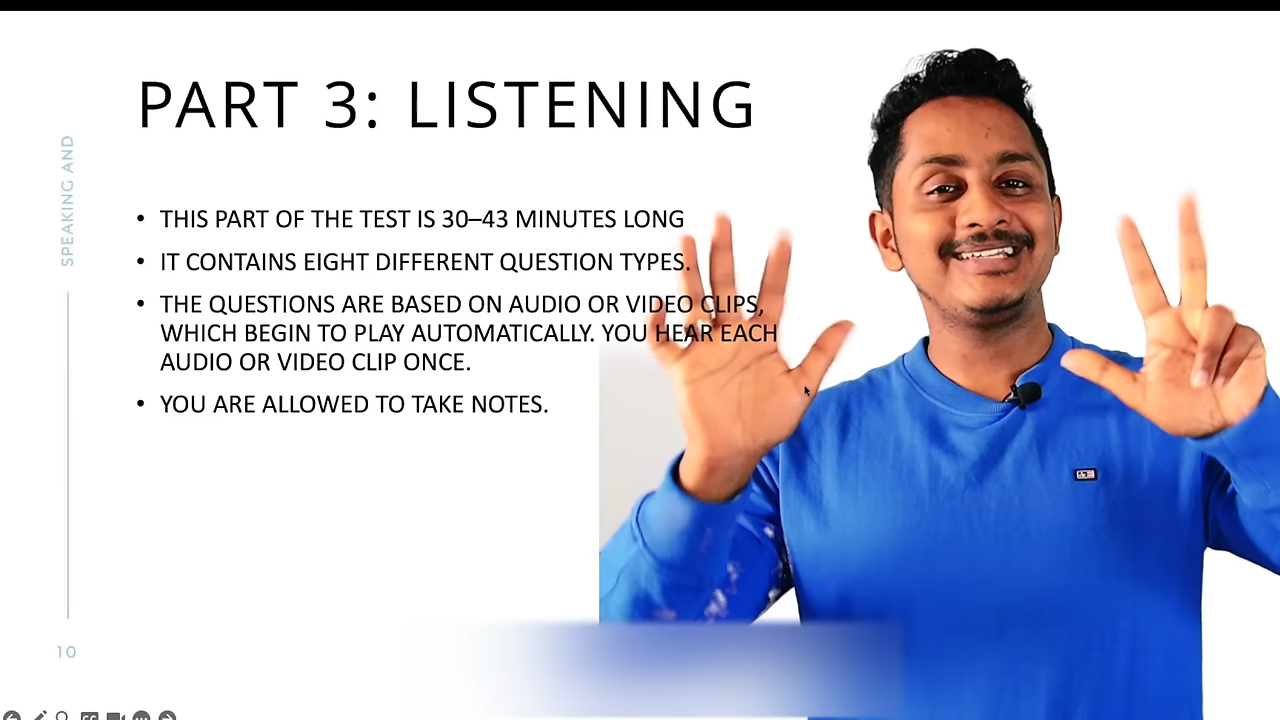 PART 3: LISTENING
SPEAKING AND
• THIS PART OF THE TEST IS 30–43 MINUTES LONG
• IT CONTAINS EIGHT DIFFERENT QUESTION TYPES.
• THE QUESTIONS ARE BASED ON AUDIO OR VIDEO CLIPS,
WHICH BEGIN TO PLAY AUTOMATICALLY. YOU HEAR EACH
AUDIO OR VIDEO CLIP ONCE.
• YOU ARE ALLOWED TO TAKE NOTES.
10